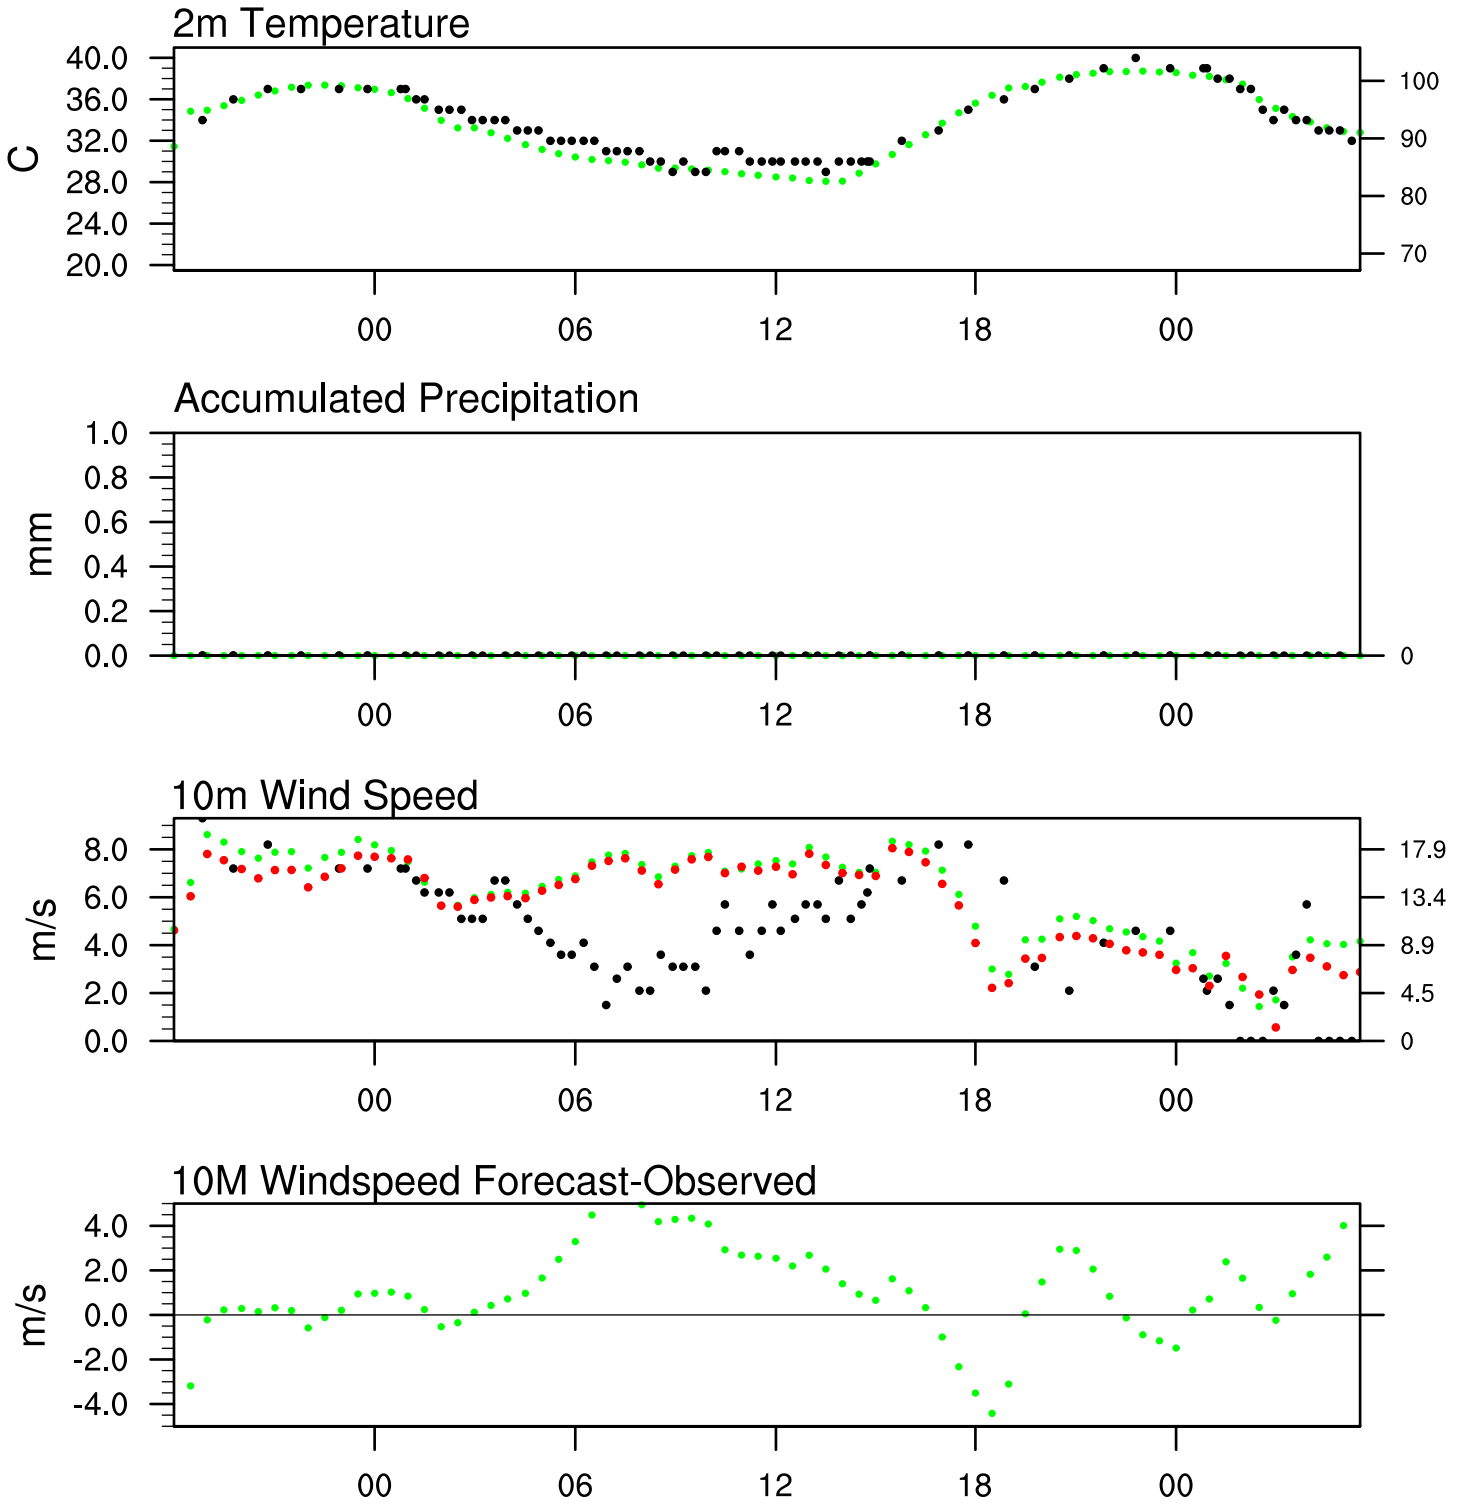 2m Temperature
40.0
36.0
32.0
28.0
24.0
20.0
C
100
90
80
70
00 06 12 18 00
Accumulated Precipitation
1.0
0.8
0.6
0.4
0.2
0.0
mm
0
00 06 12 18 00
10m Wind Speed
8.0
6.0
4.0
2.0
0.0
m/s
17.9
13.4
8.9
4.5
0
00 06 12 18 00
10M Windspeed Forecast-Observed
4.0
2.0
0.0
-2.0
-4.0
m/s
00 06 12 18 00